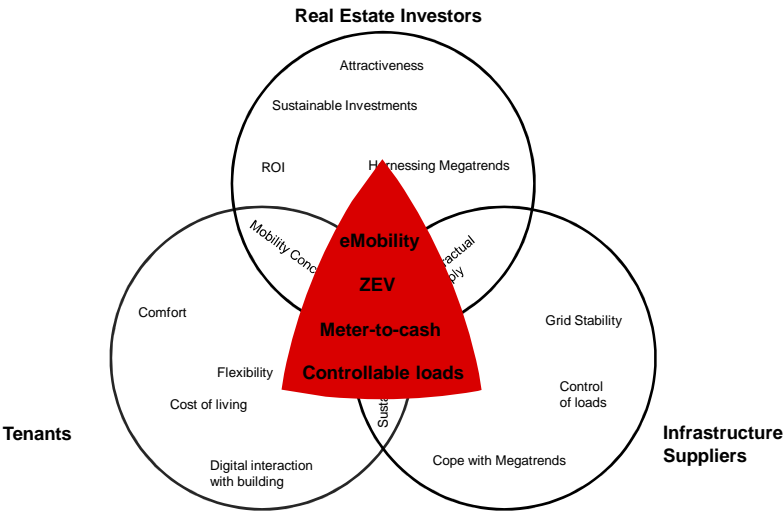 Real Estate Investors
Attractiveness
Sustainable Investments
ROI
Harnessing Megatrends
Mobility
eMobility
ZEV
Meter-to-cash
Controllable loads
Comfort
Flexibility
Cost of living
Digital interaction
with building
Tenants
Grid Stability
Control
of loads
Cope with Megatrends
Infrastructure
Suppliers